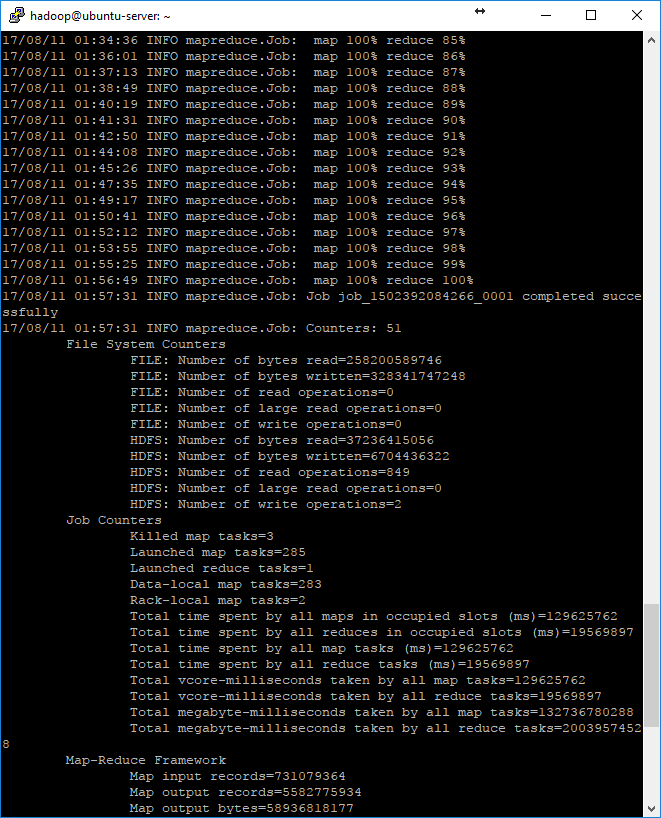 hadoop@ubuntu-server: ~
17/08/11 01:34:36 INFO mapreduce.Job:  map 100% reduce 85%
17/08/11 01:36:01 INFO mapreduce.Job:  map 100% reduce 86%
17/08/11 01:37:13 INFO mapreduce.Job:  map 100% reduce 87%
17/08/11 01:38:49 INFO mapreduce.Job:  map 100% reduce 88%
17/08/11 01:40:19 INFO mapreduce.Job:  map 100% reduce 89%
17/08/11 01:41:31 INFO mapreduce.Job:  map 100% reduce 90%
17/08/11 01:42:50 INFO mapreduce.Job:  map 100% reduce 91%
17/08/11 01:44:08 INFO mapreduce.Job:  map 100% reduce 92%
17/08/11 01:45:26 INFO mapreduce.Job:  map 100% reduce 93%
17/08/11 01:47:35 INFO mapreduce.Job:  map 100% reduce 94%
17/08/11 01:49:17 INFO mapreduce.Job:  map 100% reduce 95%
17/08/11 01:50:41 INFO mapreduce.Job:  map 100% reduce 96%
17/08/11 01:52:12 INFO mapreduce.Job:  map 100% reduce 97%
17/08/11 01:53:55 INFO mapreduce.Job:  map 100% reduce 98%
17/08/11 01:55:25 INFO mapreduce.Job:  map 100% reduce 99%
17/08/11 01:56:49 INFO mapreduce.Job:  map 100% reduce 100%
17/08/11 01:57:31 INFO mapreduce.Job: Job job_1502392084266_0001 completed succe
ssfully
17/08/11 01:57:31 INFO mapreduce.Job: Counters: 51
File System Counters
FILE: Number of bytes read=258200589746
FILE: Number of bytes written=328341747248
FILE: Number of read operations=0
FILE: Number of large read operations=0
FILE: Number of write operations=0
HDFS: Number of bytes read=37236415056
HDFS: Number of bytes written=6704436322
HDFS: Number of read operations=849
HDFS: Number of large read operations=0
HDFS: Number of write operations=2
Job Counters
Killed map tasks=3
Launched map tasks=285
Launched reduce tasks=1
Data-local map tasks=283
Rack-local map tasks=2
Total time spent by all maps in occupied slots (ms)=129625762
Total time spent by all reduces in occupied slots (ms)=19569897
Total time spent by all map tasks (ms)=129625762
Total time spent by all reduce tasks (ms)=19569897
Total vcore-milliseconds taken by all map tasks=129625762
Total vcore-milliseconds taken by all reduce tasks=19569897
Total megabyte-milliseconds taken by all map tasks=132736780288
Total megabyte-milliseconds taken by all reduce tasks=2003957452
8
Map-Reduce Framework
Map input records=731079364
Map output records=5582775934
Map output bytes=58936818177